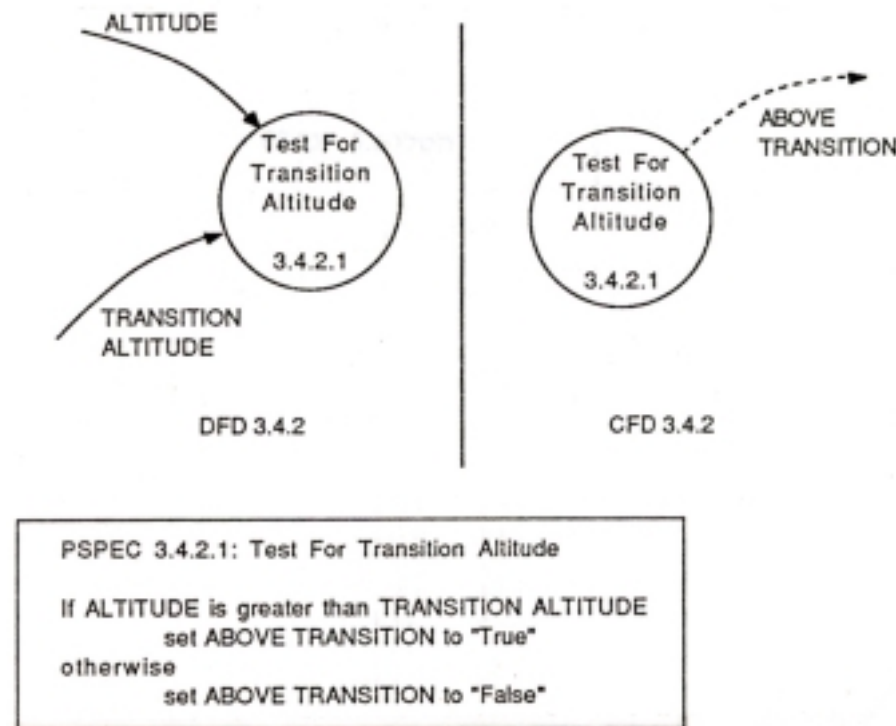 ALTITUDE
Test For
Transition
Altitude
3.4.2.1
TRANSITION
ALTITUDE
DFD 3.4.2
ABOVE
TRANSITION
Test For
Transition
Altitude
3.4.2.1
CFD 3.4.2
PSPEC 3.4.2.1: Test For Transition Altitude
If ALTITUDE is greater than TRANSITION ALTITUDE
set ABOVE TRANSITION to "True"
otherwise
set ABOVE TRANSITION to "False"